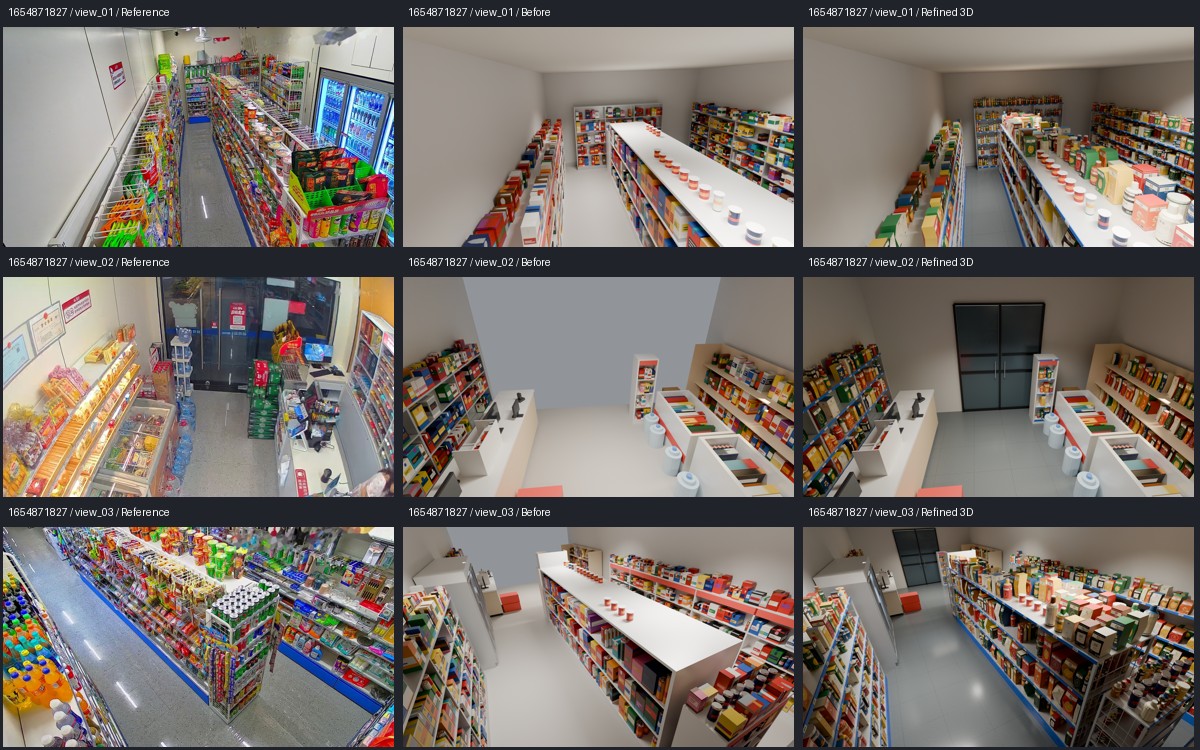 1654871827 / view_01 / Reference
1654871827 / view_01 / Before
1654871827 / view_01 / Refined 3D
1654871827 / view_02 / Reference
1654871827 / view_02 / Before
1654871827 / view_02 / Refined 3D
1654871827 / view_03 / Reference
1654871827 / view_03 / Before
1654871827 / view_03 / Refined 3D